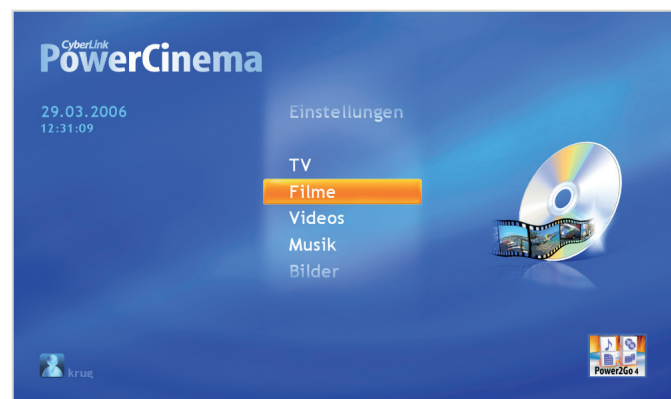 CyberLink
PowerCinema
29.03.2006
12:31:09
Einstellungen
TV
Filme
Videos
Musik
Bilder
krug
Power2Go 4